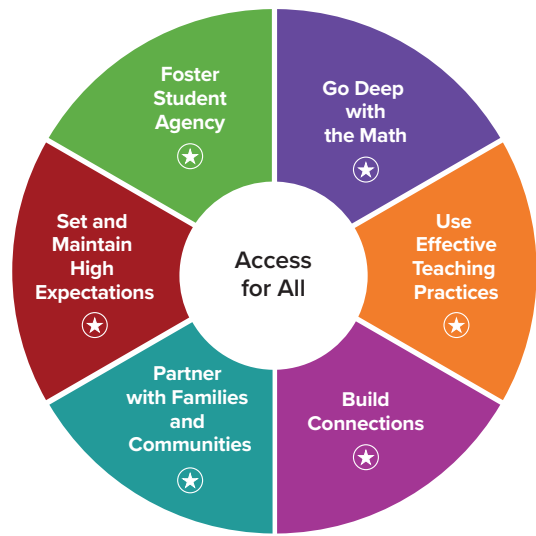 Foster
Student
Agency
Go Deep
with
the Math
Set and
Maintain
High
Expectations
Access
for All
Use
Effective
Teaching
Practices
Partner
with Families
and
Communities
Build
Connections